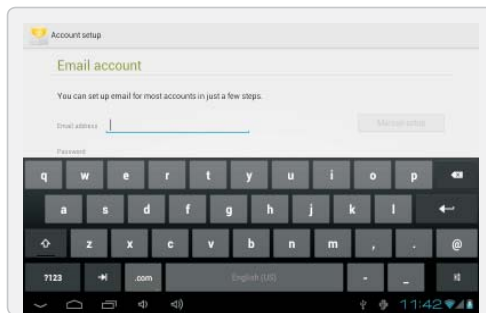 Account setup
Email account
You can set up email for most accounts in just a few steps.
Email address
Manual setup
Password
q w e r t y u i o p
a s d f g h j k l
z x c v b n m , . @
?123 .com English (US) - _
11:42